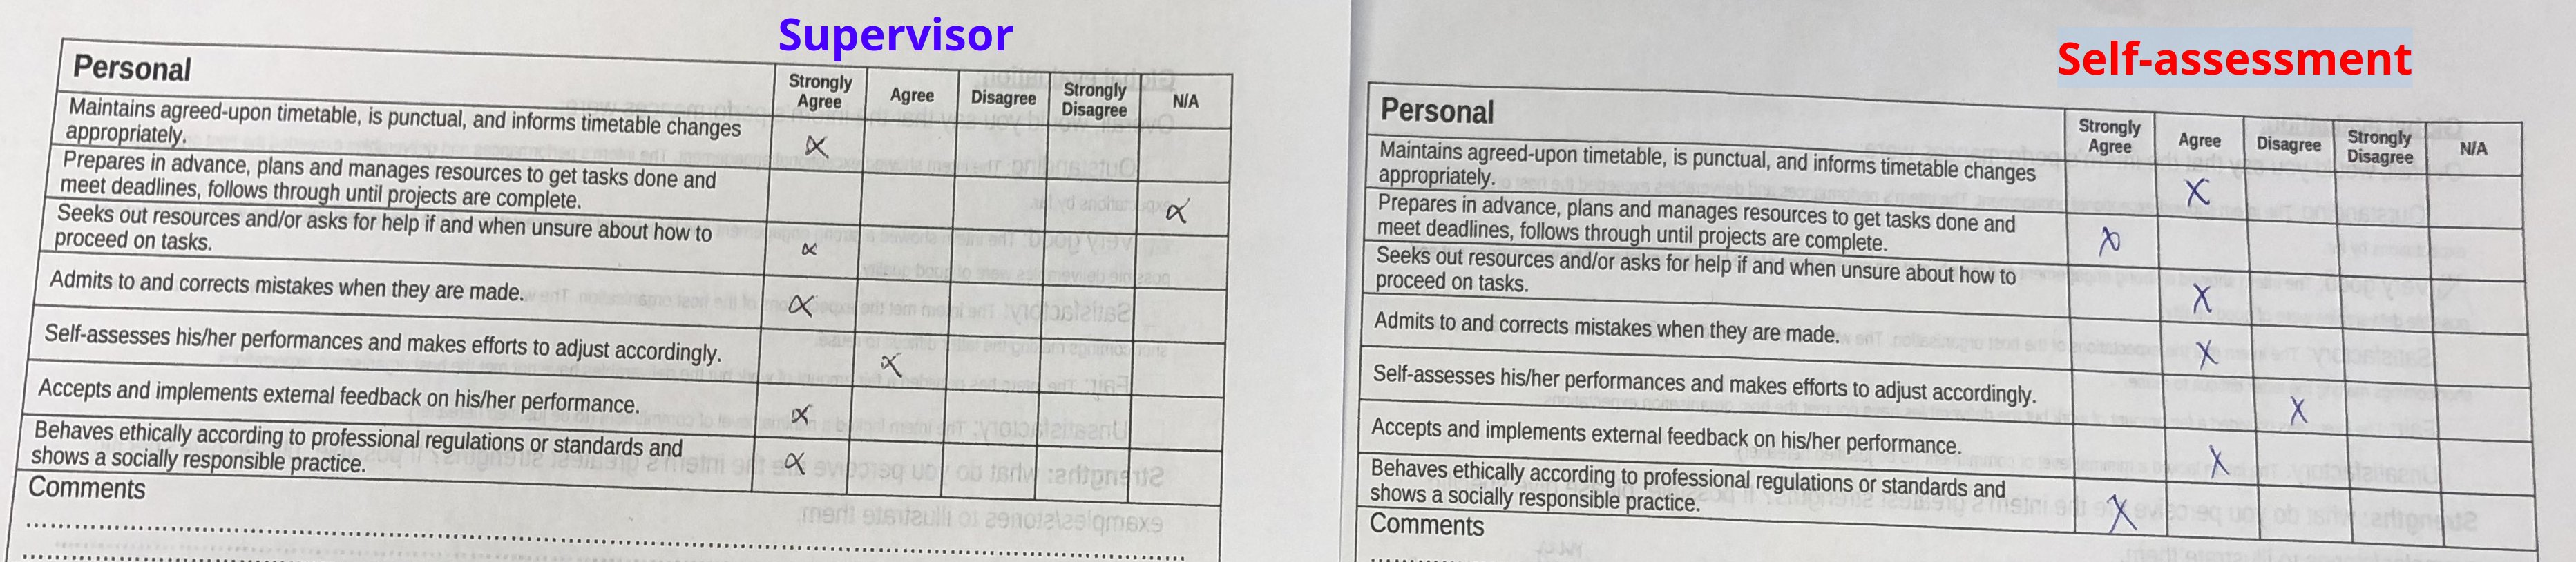 Supervisor
Personal
Strongly Agree
Agree
Disagree
Strongly Disagree
N/A
Maintains agreed-upon timetable, is punctual, and informs timetable changes
appropriately.
X
Prepares in advance, plans and manages resources to get tasks done and
meet deadlines, follows through until projects are complete.
X
Seeks out resources and/or asks for help if and when unsure about how to
proceed on tasks.
X
Admits to and corrects mistakes when they are made.
X
Self-assesses his/her performances and makes efforts to adjust accordingly.
X
Accepts and implements external feedback on his/her performance.
X
Behaves ethically according to professional regulations or standards and
shows a socially responsible practice.
X
Comments
Self-assessment
Personal
Strongly Agree
Agree
Disagree
Strongly Disagree
N/A
Maintains agreed-upon timetable, is punctual, and informs timetable changes
appropriately.
X
Prepares in advance, plans and manages resources to get tasks done and
meet deadlines, follows through until projects are complete.
X
Seeks out resources and/or asks for help if and when unsure about how to
proceed on tasks.
X
Admits to and corrects mistakes when they are made.
X
Self-assesses his/her performances and makes efforts to adjust accordingly.
X
Accepts and implements external feedback on his/her performance.
X
Behaves ethically according to professional regulations or standards and
shows a socially responsible practice.
X
Comments